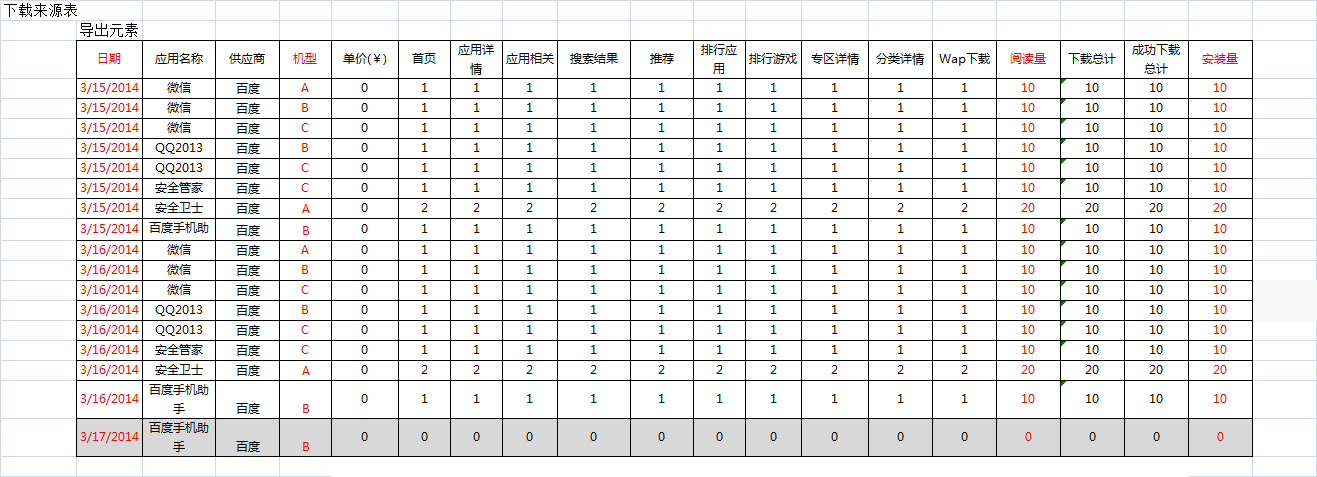 下载来源表
导出元素
日期 应用名称 供应商 机型 单价(￥) 首页 应用详情 应用相关 搜索结果 推荐 排行应用 排行游戏 专区详情 分类详情 Wap下载 阅读量 下载总计 成功下载总计 安装量
3/15/2014 微信 百度 A 0 1 1 1 1 1 1 1 1 1 1 10 10 10 10
3/15/2014 微信 百度 B 0 1 1 1 1 1 1 1 1 1 1 10 10 10 10
3/15/2014 微信 百度 C 0 1 1 1 1 1 1 1 1 1 1 10 10 10 10
3/15/2014 QQ2013 百度 B 0 1 1 1 1 1 1 1 1 1 1 10 10 10 10
3/15/2014 QQ2013 百度 C 0 1 1 1 1 1 1 1 1 1 1 10 10 10 10
3/15/2014 安全管家 百度 C 0 1 1 1 1 1 1 1 1 1 1 10 10 10 10
3/15/2014 安全卫士 百度 A 0 2 2 2 2 2 2 2 2 2 2 20 20 20 20
3/15/2014 百度手机助 百度 B 0 1 1 1 1 1 1 1 1 1 1 10 10 10 10
3/16/2014 微信 百度 A 0 1 1 1 1 1 1 1 1 1 1 10 10 10 10
3/16/2014 微信 百度 B 0 1 1 1 1 1 1 1 1 1 1 10 10 10 10
3/16/2014 微信 百度 C 0 1 1 1 1 1 1 1 1 1 1 10 10 10 10
3/16/2014 QQ2013 百度 B 0 1 1 1 1 1 1 1 1 1 1 10 10 10 10
3/16/2014 QQ2013 百度 C 0 1 1 1 1 1 1 1 1 1 1 10 10 10 10
3/16/2014 安全管家 百度 C 0 1 1 1 1 1 1 1 1 1 1 10 10 10 10
3/16/2014 安全卫士 百度 A 0 2 2 2 2 2 2 2 2 2 2 20 20 20 20
3/16/2014 百度手机助手 百度 B 0 1 1 1 1 1 1 1 1 1 1 10 10 10 10
3/17/2014 百度手机助手 百度 B 0 0 0 0 0 0 0 0 0 0 0 0 0 0 0